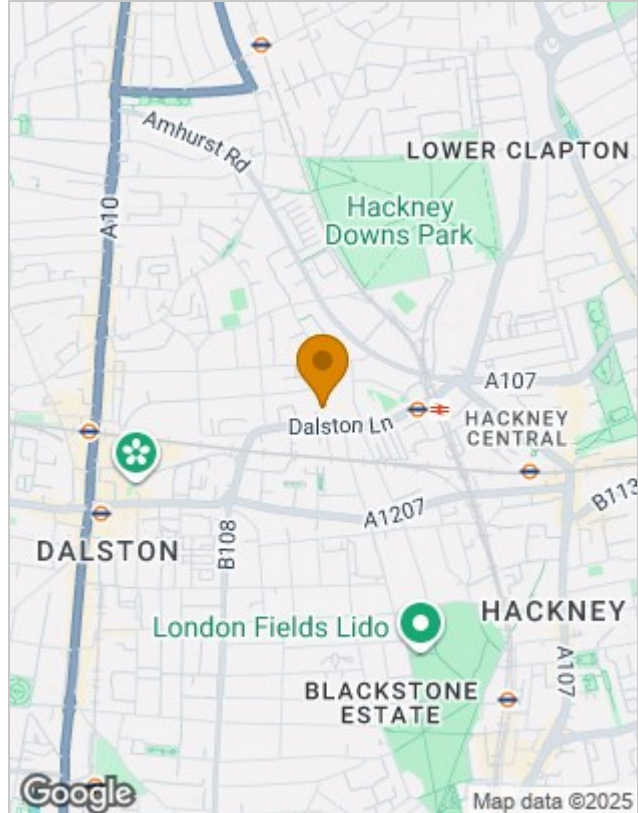 Amhurst Rd
LOWER CLAPTON
A10
Hackney
Downs Park
A107
Dalston Ln
HACKNEY
CENTRAL
A1207
B113
B108
DALSTON
London Fields Lido
HACKNEY
BLACKSTONE
ESTATE
A107
Google
Map data ©2025